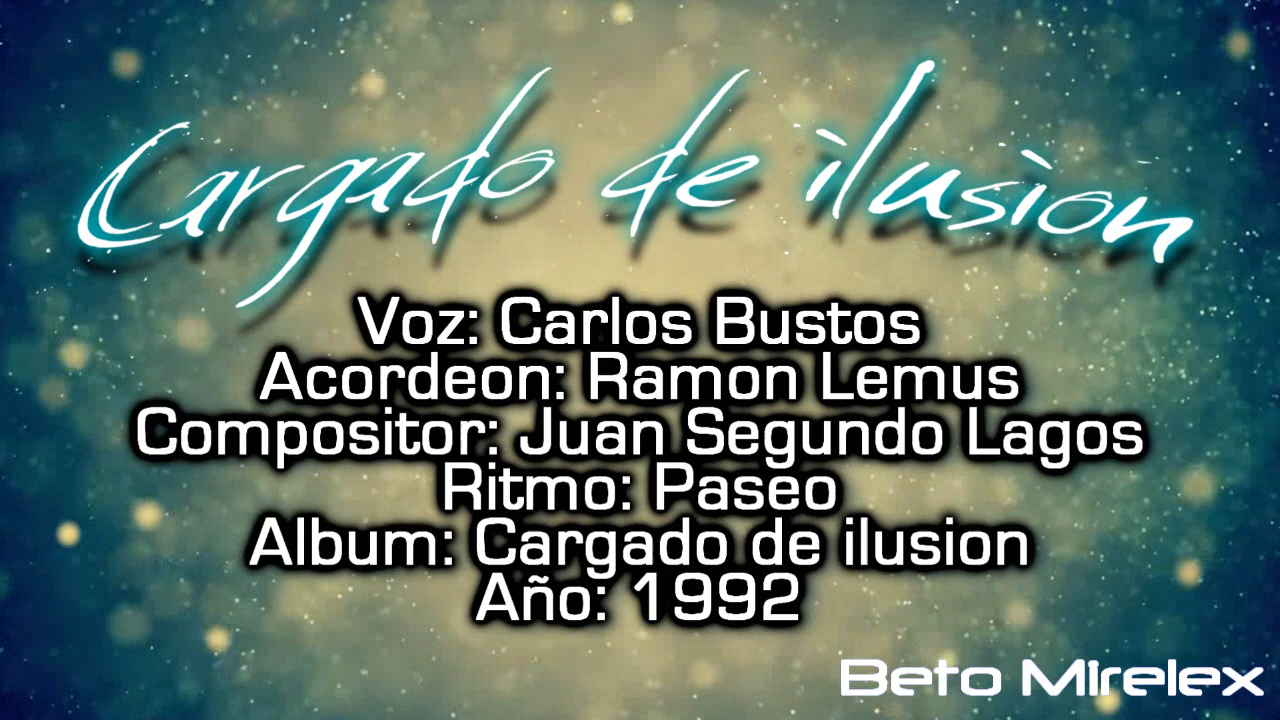 Cargado de ilusion
Voz: Carlos Bustos
Acordeon: Ramon Lemus
Compositor: Juan Segundo Lagos
Ritmo: Paseo
Album: Cargado de ilusion
Año: 1992
Beto Mirelex